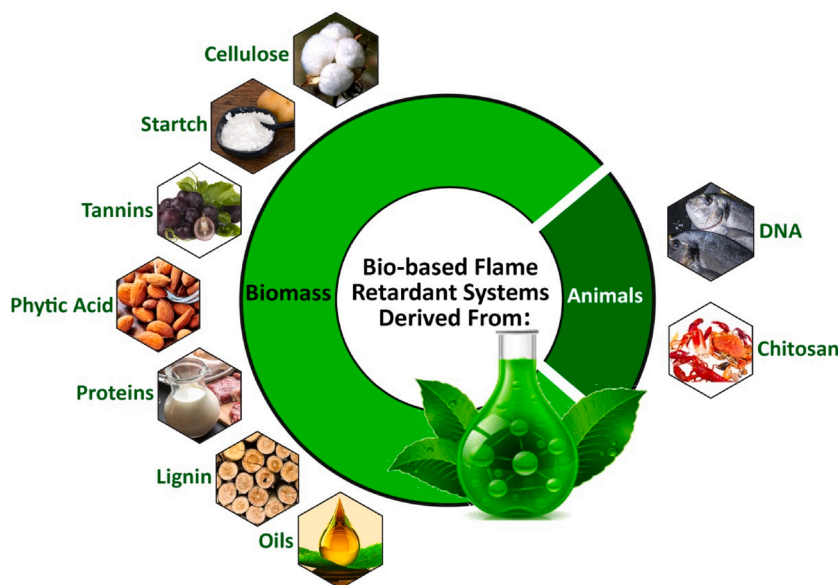 Cellulose
Startch
Tannins
Phytic Acid
Proteins
Lignin
Oils
Biomass
Bio-based Flame
Retardant Systems
Derived From:
Animals
DNA
Chitosan